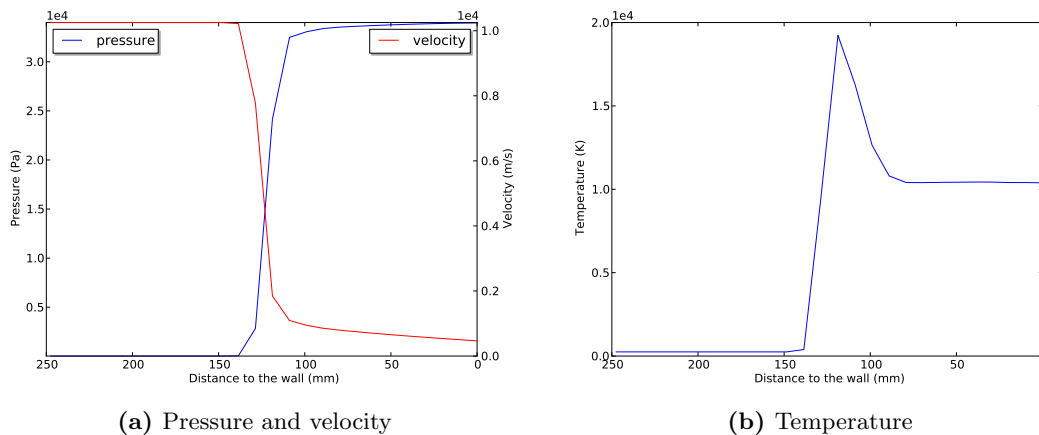 1e4
1e4
pressure
velocity
3.0
2.5
2.0
1.5
1.0
0.5
Pressure (Pa)
1.0
0.8
0.6
0.4
0.2
0.0
Velocity (m/s)
250 200 150 100 50 0
Distance to the wall (mm)
(a) Pressure and velocity
2.0 1e4
1.5
1.0
0.5
0.0
Temperature (K)
250 200 150 100 50
Distance to the wall (mm)
(b) Temperature